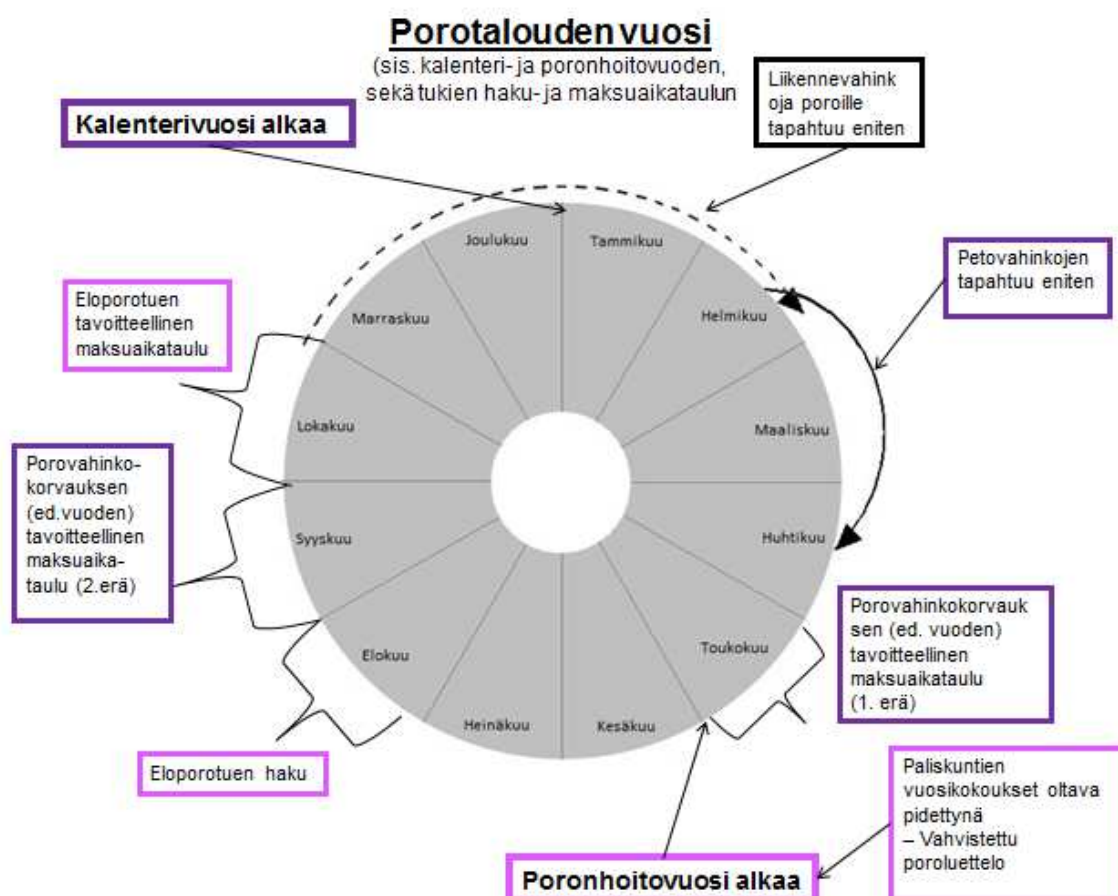 Porotalouden vuosi
(sis. kalenteri- ja poronhoitovuoden,
sekä tukien haku- ja maksuaikataulun
Kalenterivuosi alkaa
Liikennevahink
oja poroille
tapahtuu eniten
Joulukuu
Tammikuu
Petovahinkojen
tapahtuu eniten
Eloporotuen
tavoitteellinen
maksuaikataulu
Marraskuu
Helmikuu
Lokakuu
Maaliskuu
Porovahinko-
korvauksen
(ed.vuoden)
tavoitteellinen
maksuaika-
taulu (2.erä)
Syyskuu
Huhtikuu
Porovahinkokorvauk
sen (ed. vuoden)
tavoitteellinen
maksuaikataulu
(1. erä)
Elokuu
Toukokuu
Heinäkuu
Kesäkuu
Eloporotuen haku
Paliskuntien
vuosikokoukset oltava
pidettynä
– Vahvistettu
poroluettelo
Poronhoitovuosi alkaa